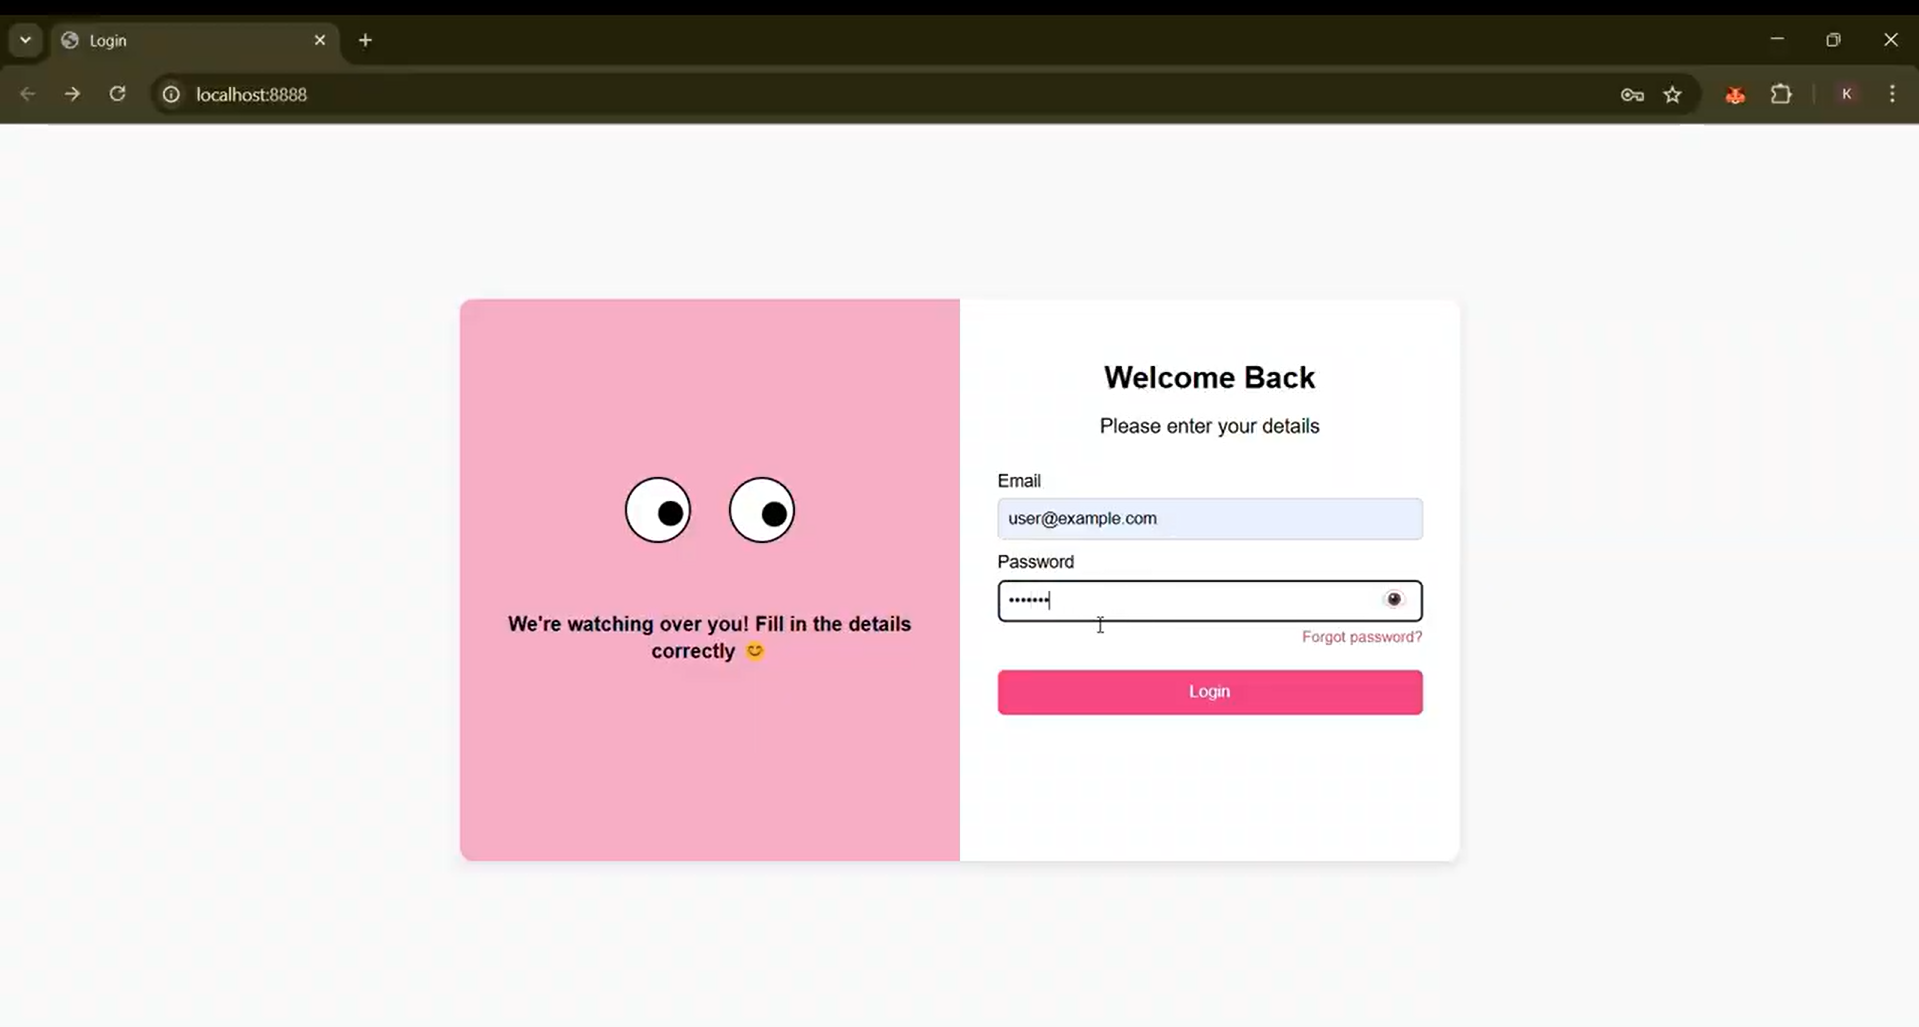 Login
localhost:8888
K
We're watching over you! Fill in the details
correctly 😊
Welcome Back
Please enter your details
Email
user@example.com
Password
•••••••
Forgot password?
Login